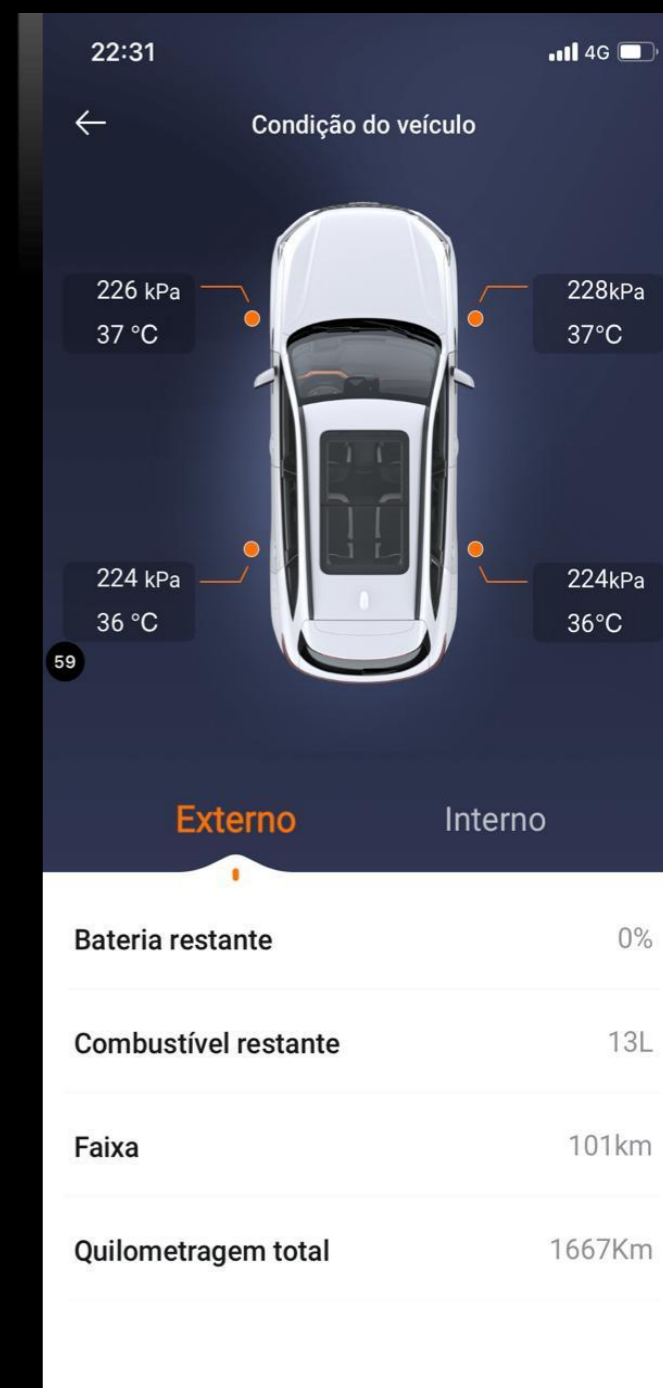 22:31
4G
Condição do veículo
226 kPa
228kPa
37 °C
37°C
224 kPa
224kPa
36 °C
36°C
59
Externo
Interno
Bateria restante
0%
Combustível restante
13L
Faixa
101km
Quilometragem total
1667Km